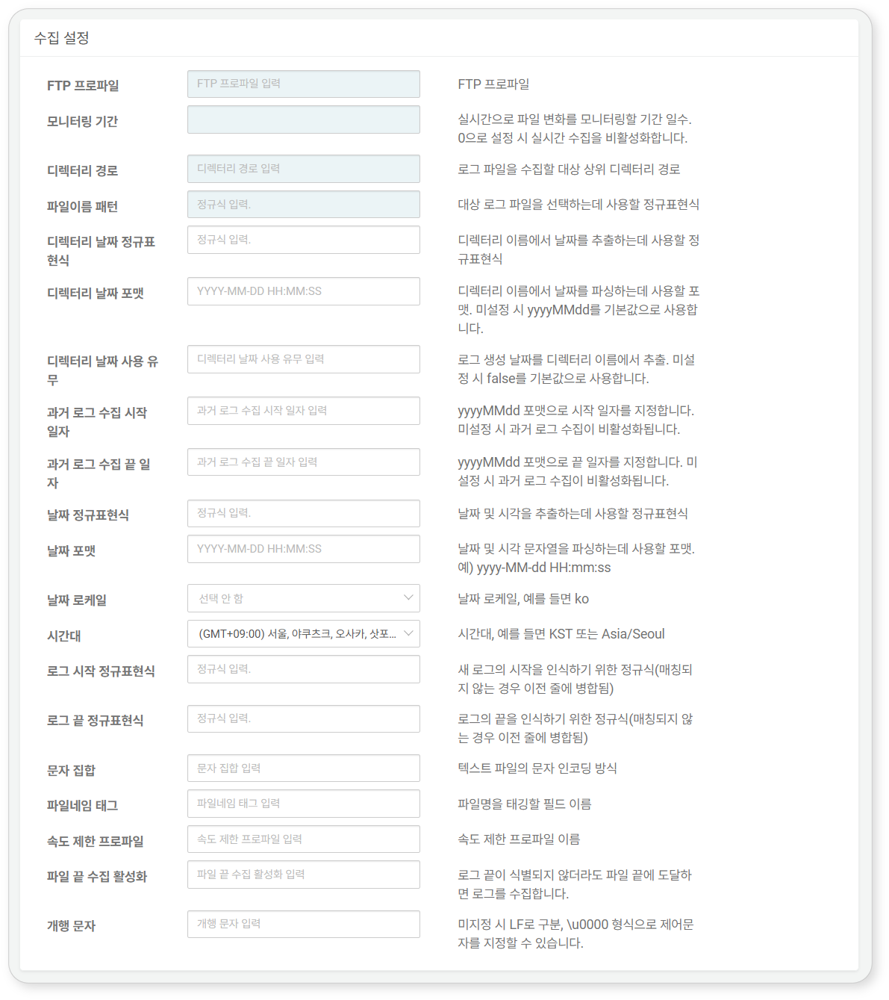 수집 설정
FTP 프로파일
FTP 프로파일 입력
FTP 프로파일
모니터링 기간
실시간으로 파일 변화를 모니터링할 기간 일수.
0으로 설정 시 실시간 수집을 비활성화합니다.
디렉터리 경로
디렉터리 경로 입력
로그 파일을 수집할 대상 상위 디렉터리 경로
파일이름 패턴
정규식 입력.
대상 로그 파일을 선택하는데 사용할 정규표현식
디렉터리 날짜 정규표
현식
정규식 입력.
디렉터리 이름에서 날짜를 추출하는데 사용할 정
규표현식
디렉터리 날짜 포맷
YYYY-MM-DD HH:MM:SS
디렉터리 이름에서 날짜를 파싱하는데 사용할 포
맷. 미설정 시 yyyyMMdd를 기본값으로 사용합
니다.
디렉터리 날짜 사용 유
무
디렉터리 날짜 사용 유무 입력
로그 생성 날짜를 디렉터리 이름에서 추출. 미설
정 시 false를 기본값으로 사용합니다.
과거 로그 수집 시작
일자
과거 로그 수집 시작 일자 입력
yyyyMMdd 포맷으로 시작 일자를 지정합니다.
미설정 시 과거 로그 수집이 비활성화됩니다.
과거 로그 수집 끝 일
자
과거 로그 수집 끝 일자 입력
yyyyMMdd 포맷으로 끝 일자를 지정합니다. 미
설정 시 과거 로그 수집이 비활성화됩니다.
날짜 정규표현식
정규식 입력.
날짜 및 시각을 추출하는데 사용할 정규표현식
날짜 포맷
YYYY-MM-DD HH:MM:SS
날짜 및 시각 문자열을 파싱하는데 사용할 포맷.
예) yyyy-MM-dd HH:mm:ss
날짜 로케일
선택 안 함
날짜 로케일, 예를 들면 ko
시간대
(GMT+09:00) 서울, 야쿠츠크, 오사카, 삿포...
시간대, 예를 들면 KST 또는 Asia/Seoul
로그 시작 정규표현식
정규식 입력.
새 로그의 시작을 인식하기 위한 정규식(매칭되
지 않는 경우 이전 줄에 병합됨)
로그 끝 정규표현식
정규식 입력.
로그의 끝을 인식하기 위한 정규식(매칭되지 않
는 경우 이전 줄에 병합됨)
문자 집합
문자 집합 입력
텍스트 파일의 문자 인코딩 방식
파일네임 태그
파일네임 태그 입력
파일명을 태깅할 필드 이름
속도 제한 프로파일
속도 제한 프로파일 입력
속도 제한 프로파일 이름
파일 끝 수집 활성화
파일 끝 수집 활성화 입력
로그 끝이 식별되지 않더라도 파일 끝에 도달하
면 로그를 수집합니다.
개행 문자
개행 문자 입력
미지정 시 LF로 구분, \u0000 형식으로 제어문
자를 지정할 수 있습니다.